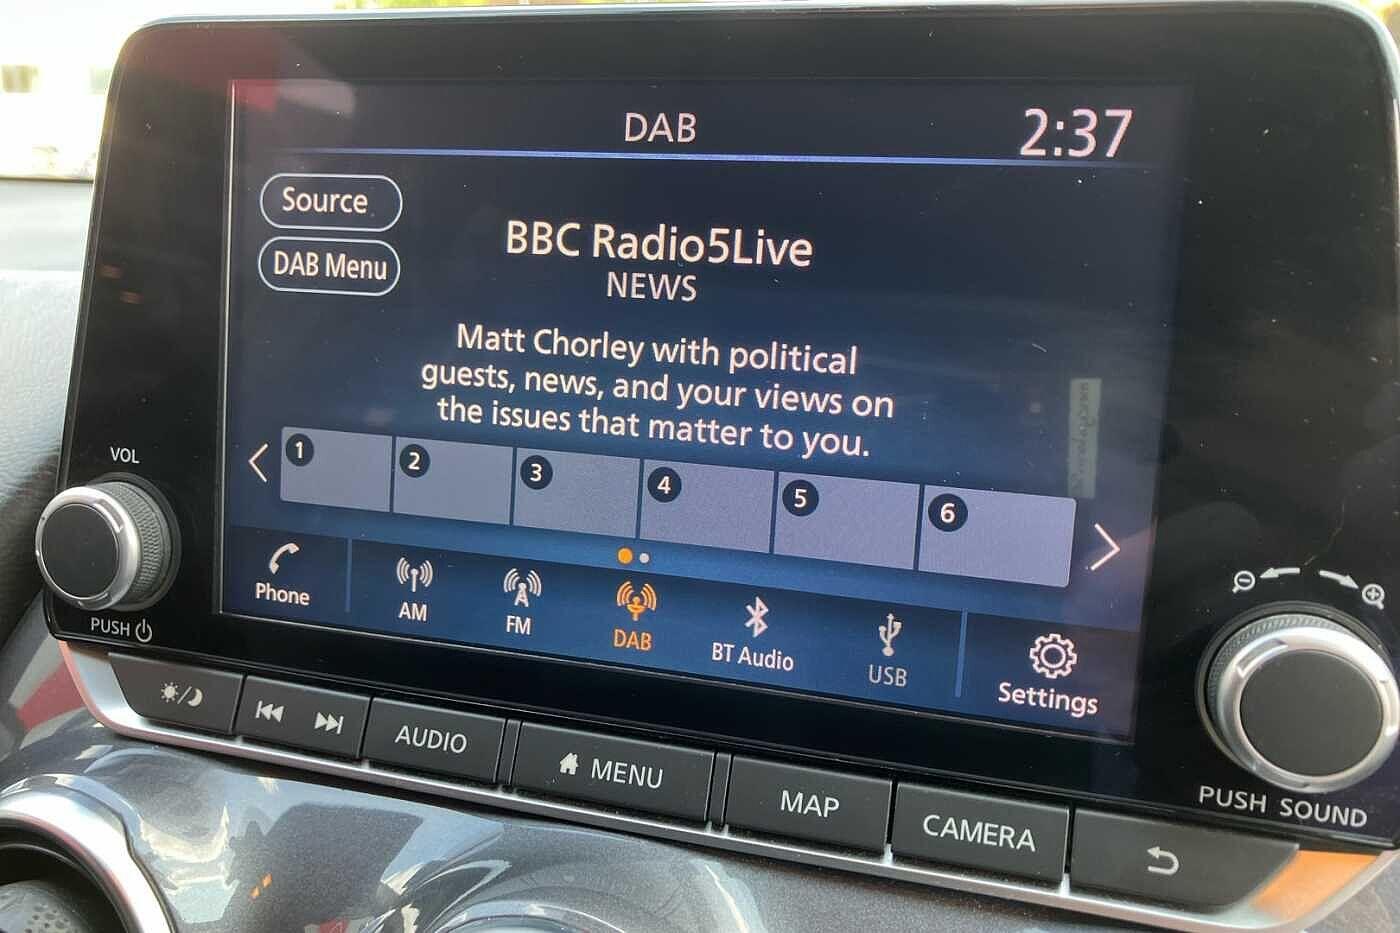 DAB
2:37
Source
DAB Menu
BBC Radio5Live
NEWS
Matt Chorley with political
guests, news, and your views on
the issues that matter to you.
1
2
3
4
5
6
Phone
AM
FM
DAB
BT Audio
USB
Settings
VOL
PUSH
AUDIO
MENU
MAP
CAMERA
PUSH SOUND